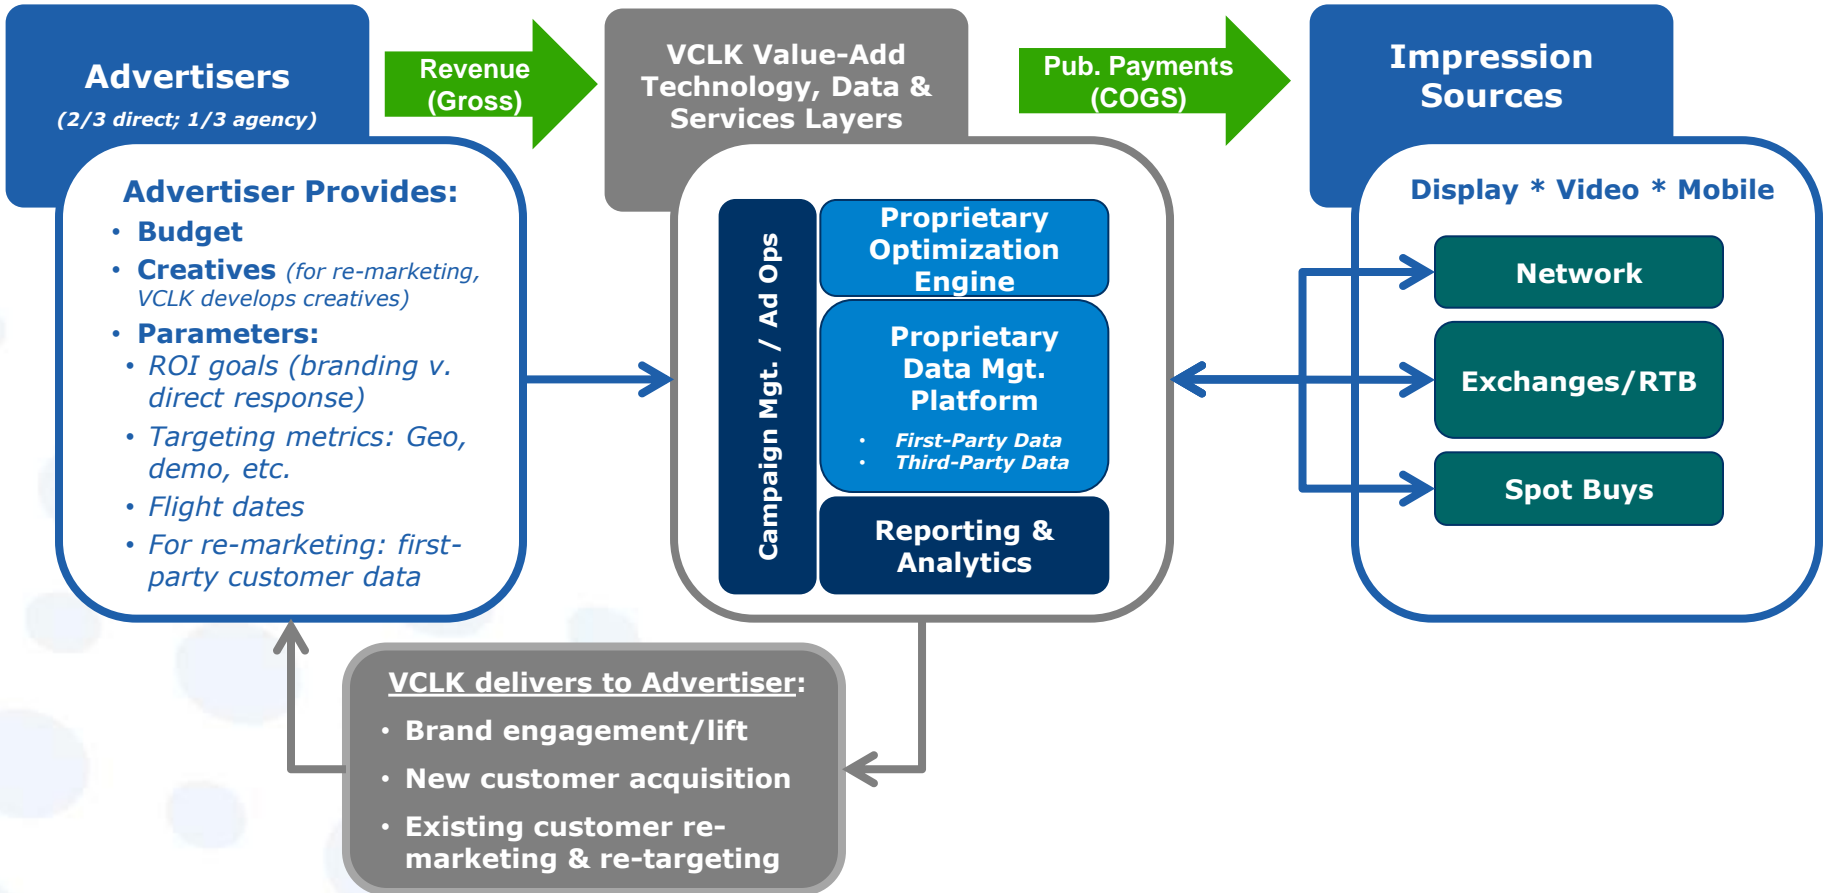 Advertisers
(2/3 direct; 1/3 agency)
Revenue
(Gross)
VCLK Value-Add
Technology, Data &
Services Layers
Pub. Payments
(COGS)
Impression
Sources
Advertiser Provides:
• Budget
• Creatives (for re-marketing,
VCLK develops creatives)
• Parameters:
• ROI goals (branding v.
direct response)
• Targeting metrics: Geo,
demo, etc.
• Flight dates
• For re-marketing: first-
party customer data
Campaign Mgt. / Ad Ops
Proprietary
Optimization
Engine
Proprietary
Data Mgt.
Platform
• First-Party Data
• Third-Party Data
Reporting &
Analytics
Display * Video * Mobile
Network
Exchanges/RTB
Spot Buys
VCLK delivers to Advertiser:
• Brand engagement/lift
• New customer acquisition
• Existing customer re-
marketing & re-targeting